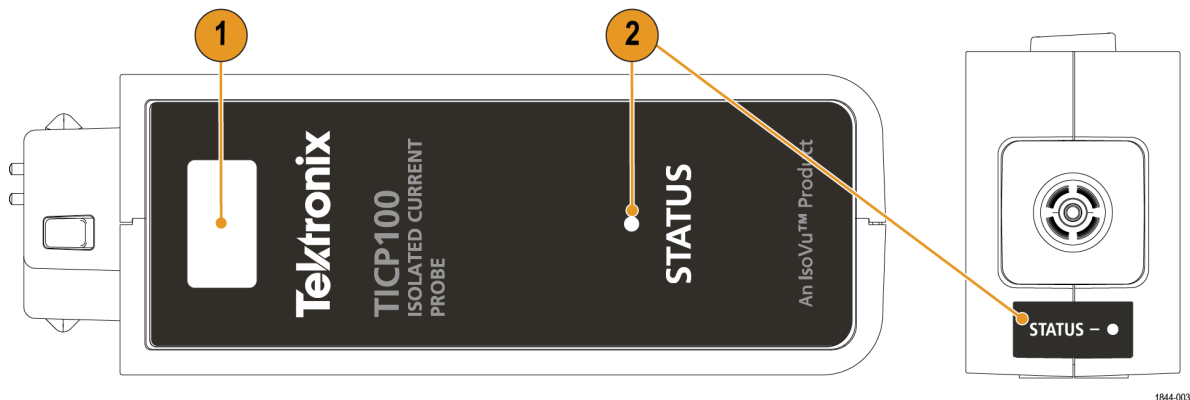 1
2
Tektronix
TICP100
ISOLATED CURRENT
PROBE
STATUS
An IsoVu™ Product
STATUS –
1844-003